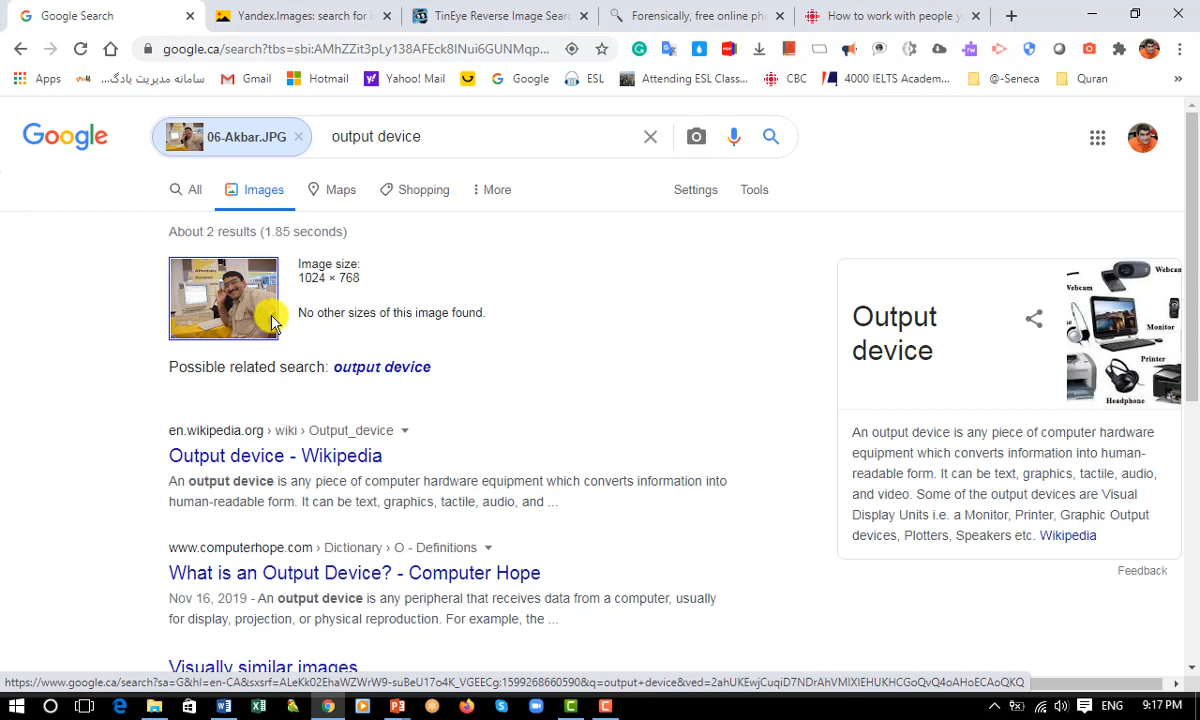 Google Search
Yandex.Images: search for i
TinEye Reverse Image Search
Forensically, free online pho
How to work with people y
google.ca/search?tbs=sbi:AMhZZit3pLy138AFEck8INui6GUNMqp...
Apps
سامانه مدیریت یادگ...
Gmail
Hotmail
Yahoo! Mail
Google
ESL
Attending ESL Class...
CBC
4000 IELTS Academ...
@-Seneca
Quran
»
Google
06-Akbar.JPG
output device
All
Images
Maps
Shopping
More
Settings
Tools
About 2 results (1.85 seconds)
Image size:
1024 × 768
No other sizes of this image found.
Possible related search: output device
en.wikipedia.org › wiki › Output_device
Output device - Wikipedia
An output device is any piece of computer hardware equipment which converts information into
human-readable form. It can be text, graphics, tactile, audio, and ...
www.computerhope.com › Dictionary › O - Definitions
What is an Output Device? - Computer Hope
Nov 16, 2019 - An output device is any peripheral that receives data from a computer, usually
for display, projection, or physical reproduction. For example, the ...
Visually similar images
Output
device
Webcam
Webcam
Monitor
Printer
Headphone
An output device is any piece of computer hardware
equipment which converts information into human-
readable form. It can be text, graphics, tactile, audio,
and video. Some of the output devices are Visual
Display Units i.e. a Monitor, Printer, Graphic Output
devices, Plotters, Speakers etc. Wikipedia
Feedback
ENG
9:17 PM